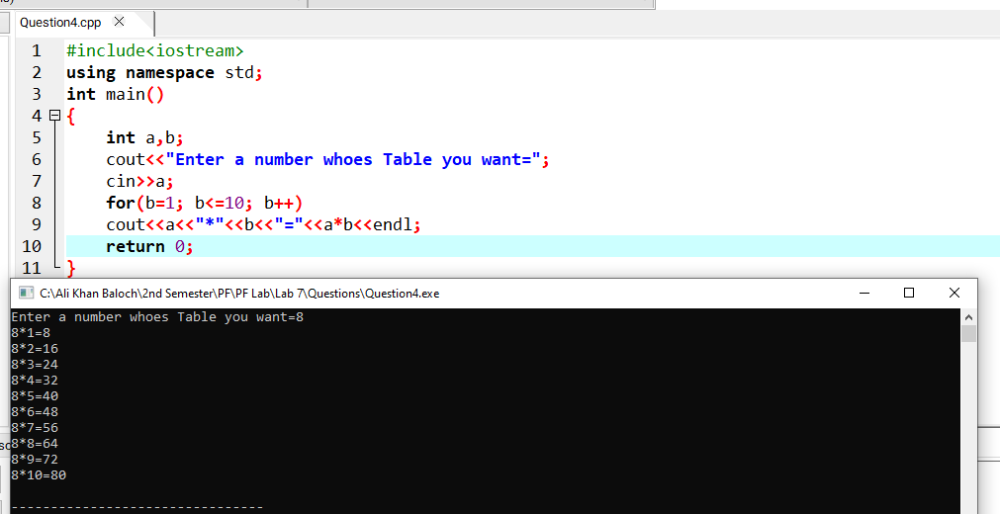 Question4.cpp
1 #include<iostream>
2 using namespace std;
3 int main()
4 {
5 int a,b;
6 cout<<"Enter a number whoes Table you want=";
7 cin>>a;
8 for(b=1; b<=10; b++)
9 cout<<a<<"*"<<b<<"="<<a*b<<endl;
10 return 0;
11 }
C:\Ali Khan Baloch\2nd Semester\PF\PF Lab\Lab 7\Questions\Question4.exe
Enter a number whoes Table you want=8
8*1=8
8*2=16
8*3=24
8*4=32
8*5=40
8*6=48
8*7=56
8*8=64
8*9=72
8*10=80
--------------------------------